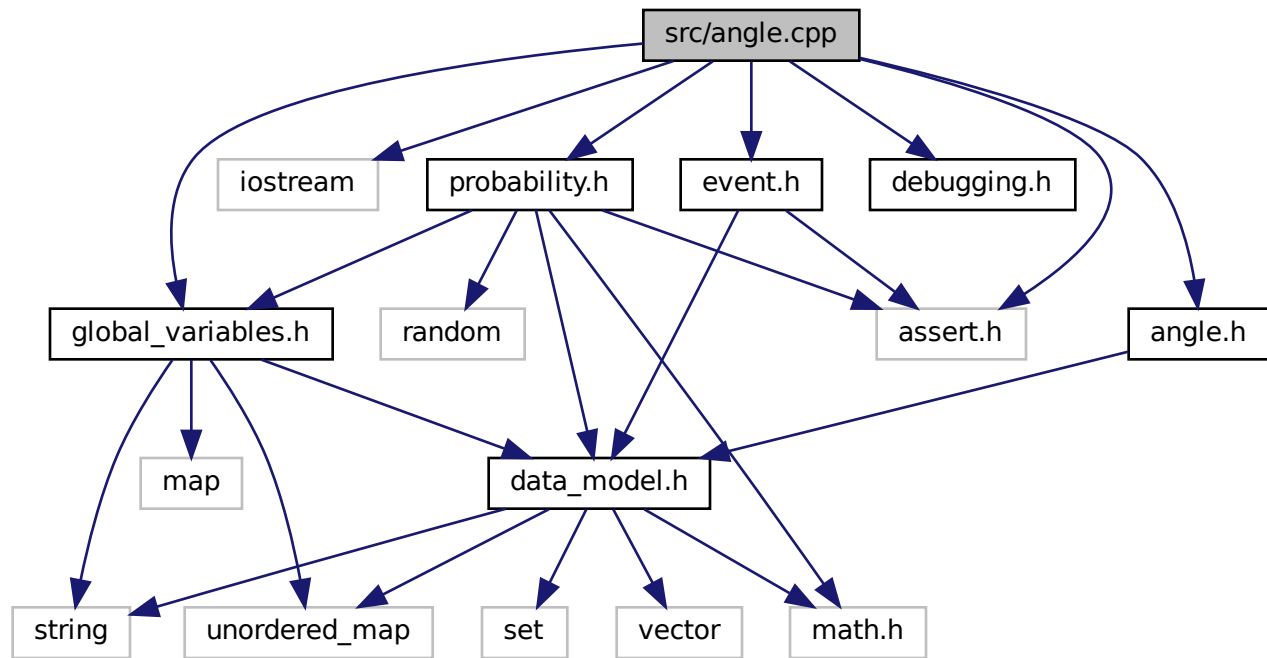 src/angle.cpp
iostream
probability.h
event.h
debugging.h
global_variables.h
random
assert.h
angle.h
map
data_model.h
string
unordered_map
set
vector
math.h